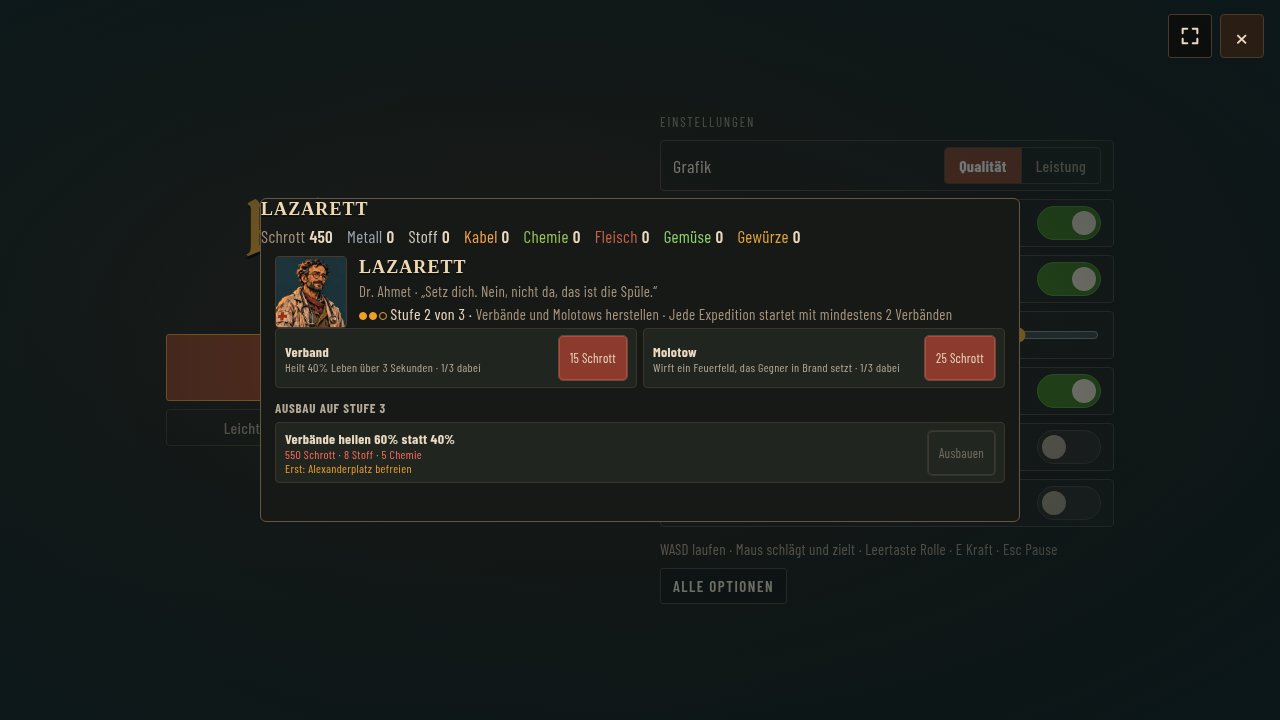 EINSTELLUNGEN
Grafik
Qualität
Leistung
LAZARETT
Schrott 450 Metall 0 Stoff 0 Kabel 0 Chemie 0 Fleisch 0 Gemüse 0 Gewürze 0
LAZARETT
Dr. Ahmet · „Setz dich. Nein, nicht da, das ist die Spüle.“
Stufe 2 von 3 · Verbände und Molotows herstellen · Jede Expedition startet mit mindestens 2 Verbänden
Verband
Heilt 40% Leben über 3 Sekunden · 1/3 dabei
15 Schrott
Molotow
Wirft ein Feuerfeld, das Gegner in Brand setzt · 1/3 dabei
25 Schrott
Leicht
AUSBAU AUF STUFE 3
Verbände heilen 60% statt 40%
550 Schrott · 8 Stoff · 5 Chemie
Erst: Alexanderplatz befreien
Ausbauen
WASD laufen · Maus schlägt und zielt · Leertaste Rolle · E Kraft · Esc Pause
ALLE OPTIONEN